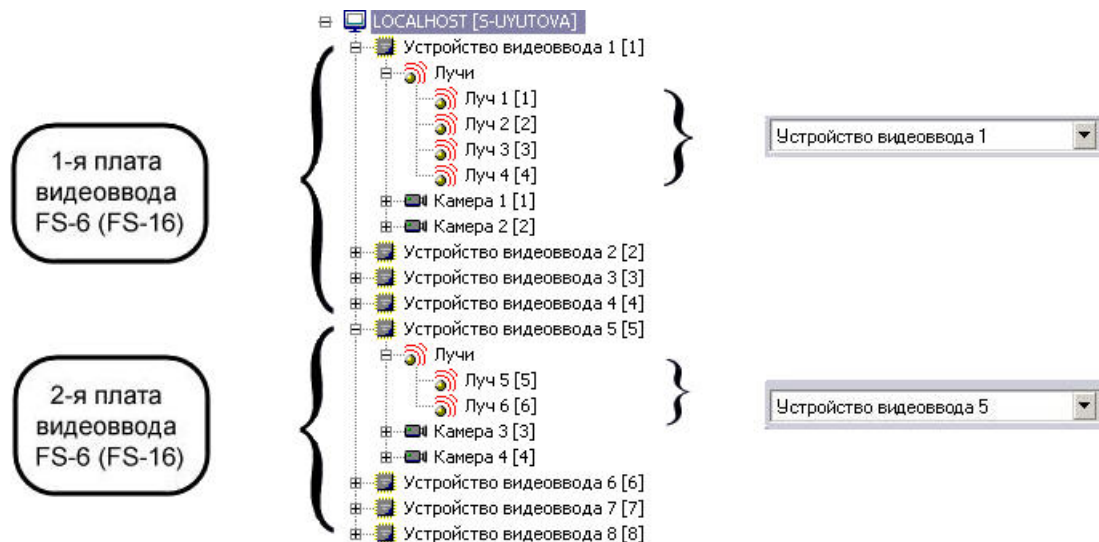 LOCALHOST [S-UYUTOVA]
Устройство видеоввода 1 [1]
Лучи
Луч 1 [1]
Луч 2 [2]
Луч 3 [3]
Луч 4 [4]
Камера 1 [1]
Камера 2 [2]
Устройство видеоввода 2 [2]
Устройство видеоввода 3 [3]
Устройство видеоввода 4 [4]
Устройство видеоввода 5 [5]
Лучи
Луч 5 [5]
Луч 6 [6]
Камера 3 [3]
Камера 4 [4]
Устройство видеоввода 6 [6]
Устройство видеоввода 7 [7]
Устройство видеоввода 8 [8]
1-я плата
видеоввода
FS-6 (FS-16)
2-я плата
видеоввода
FS-6 (FS-16)
Устройство видеоввода 1
Устройство видеоввода 5